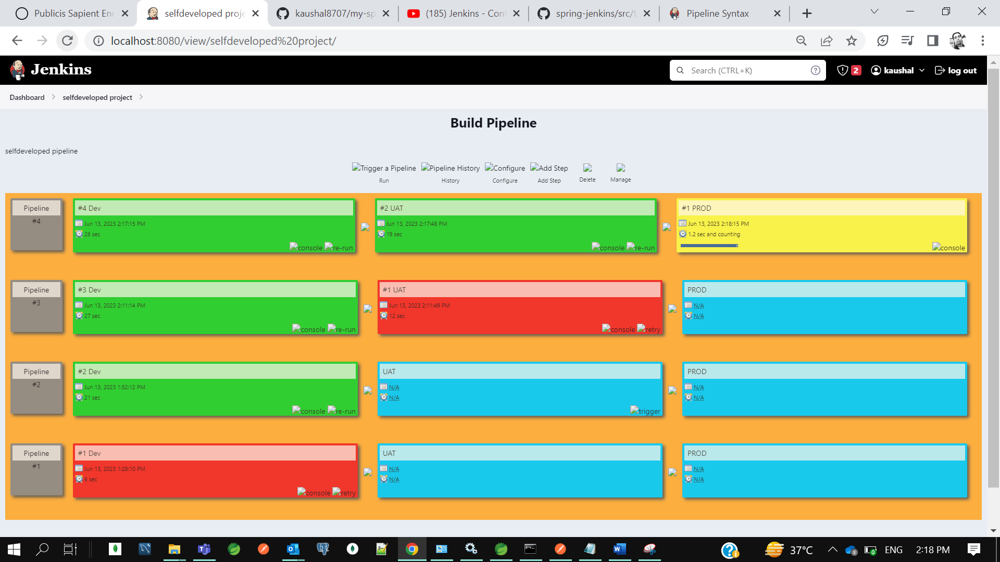 Publicis Sapient En
selfdeveloped proje
kaushal8707/my-sp
(185) Jenkins - Con
spring-jenkins/src/t
Pipeline Syntax
localhost:8080/view/selfdeveloped%20project/
Jenkins
Search (CTRL+K)
2
kaushal
log out
Dashboard
selfdeveloped project
Build Pipeline
selfdeveloped pipeline
Trigger a Pipeline Pipeline History Configure Add Step
Run History Configure Add Step Delete Manage
Pipeline #4 Dev #2 UAT #1 PROD
#4 Jun 13, 2023 2:17:15 PM Jun 13, 2023 2:17:48 PM Jun 13, 2023 2:18:15 PM
26 sec 19 sec 1.2 sec and counting
console re-run console re-run console
Pipeline #3 Dev #1 UAT PROD
#3 Jun 13, 2023 2:11:14 PM Jun 13, 2023 2:11:49 PM N/A
27 sec 12 sec N/A
console re-run console retry
Pipeline #2 Dev UAT PROD
#2 Jun 13, 2023 1:52:12 PM N/A N/A
21 sec N/A N/A
console re-run trigger
Pipeline #1 Dev UAT PROD
#1 Jun 13, 2023 1:28:10 PM N/A N/A
6 sec N/A N/A
console retry
37°C ENG 2:18 PM